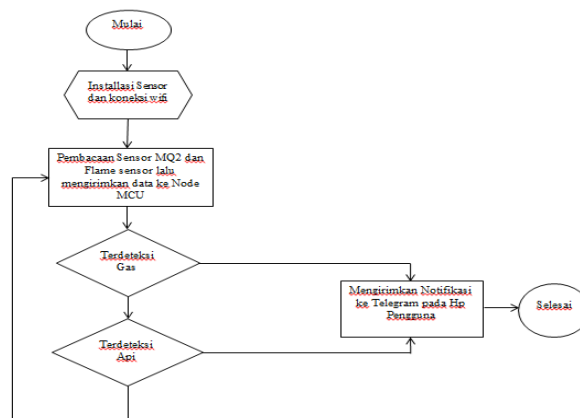 Mulai
Installasi Sensor
dan koneksi wifi
Pembacaan Sensor MQ2 dan
Flame sensor lalu
mengirimkan data ke Node
MCU
Terdeteksi
Gas
Mengirimkan Notifikasi
ke Telegram pada Hp
Pengguna
Selesai
Terdeteksi
Api